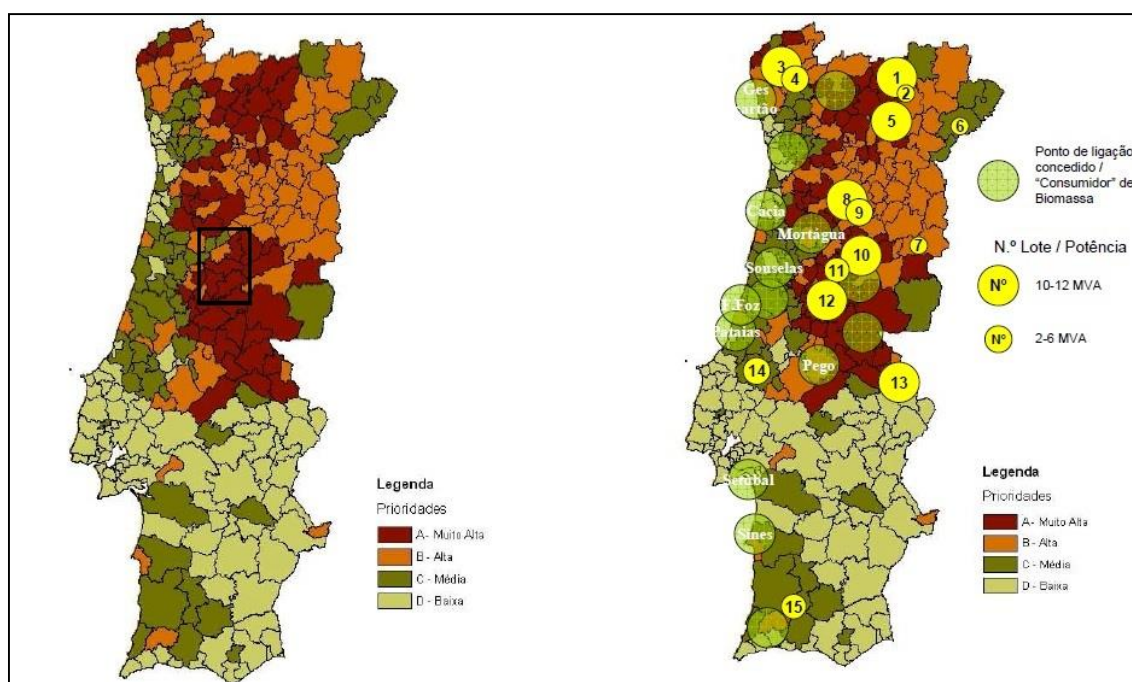 Legenda
Prioridades
A- Muito Alta
B - Alta
C - Média
D - Baixa
3
4
1
2
5
6
Ges
8
9
7
Cacia
Mortágua
10
11
Souselas
12
F.Foz
Pataias
14
Pego
13
Setúbal
Sines
15
Ponto de ligação
concedido /
"Consumidor" de
Biomassa
N.º Lote / Potência
Nº
10-12 MVA
Nº
2-6 MVA
Legenda
Prioridades
A- Muito Alta
B - Alta
C - Média
D - Baixa